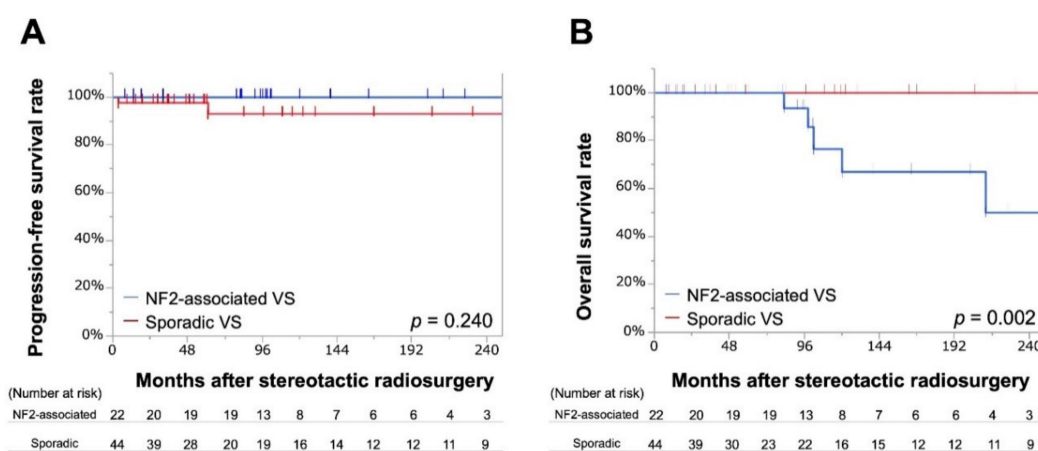 A
Progression-free survival rate
100%
80%
60%
40%
20%
0%
NF2-associated VS
Sporadic VS
p = 0.240
0 48 96 144 192 240
Months after stereotactic radiosurgery
(Number at risk)
NF2-associated 22 20 19 19 13 8 7 6 6 4 3
Sporadic 44 39 28 20 19 16 14 12 12 11 9
B
Overall survival rate
100%
80%
60%
40%
20%
0%
NF2-associated VS
Sporadic VS
p = 0.002
0 48 96 144 192 240
Months after stereotactic radiosurgery
(Number at risk)
NF2-associated 22 20 19 19 13 8 7 6 6 4 3
Sporadic 44 39 30 23 22 16 15 12 12 11 9